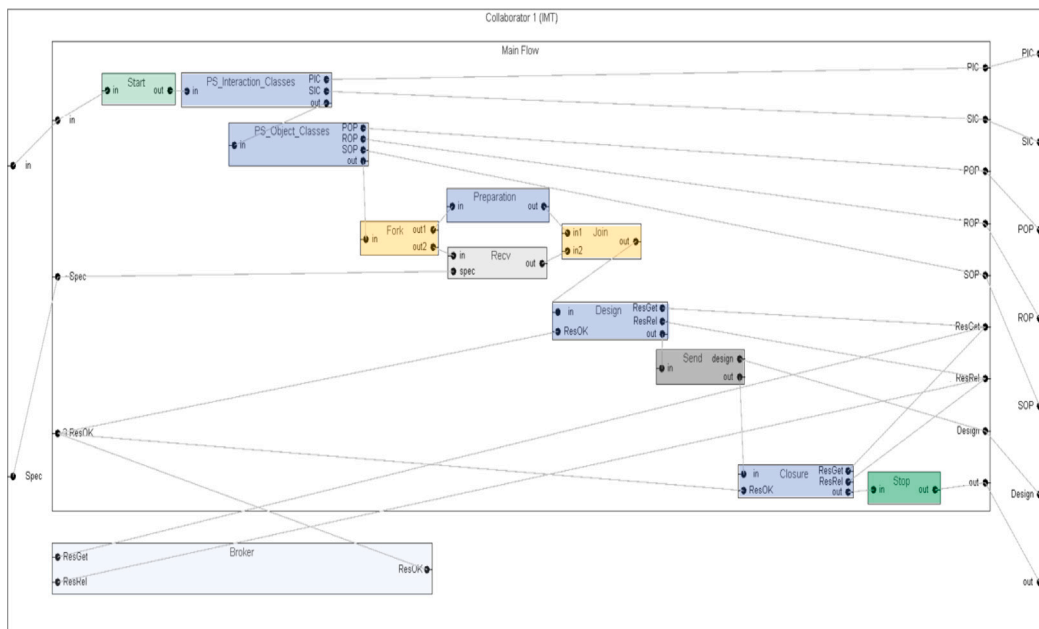 Collaborator 1 (IMT)
Main Flow
PIC
PIC
Start
in out
PS_Interaction_Classes
in
PIC
SIC
out
in
SIC
SIC
PS_Object_Classes
in
POP
ROP
SOP
out
in
POP
POP
Preparation
in out
Fork
in
out1
out2
Join
in1
in2
out
Recv
in
spec
out
ROP
ROP
Spec
SOP
SOP
Design
in
ResOK
ResGet
ResRel
out
ResGet
Send
in
design
out
ResRel
ResOK
Design
Design
Spec
Closure
in
ResOK
ResGet
ResRel
out
Stop
in out
out
out
Broker
ResGet
ResRel
ResOK